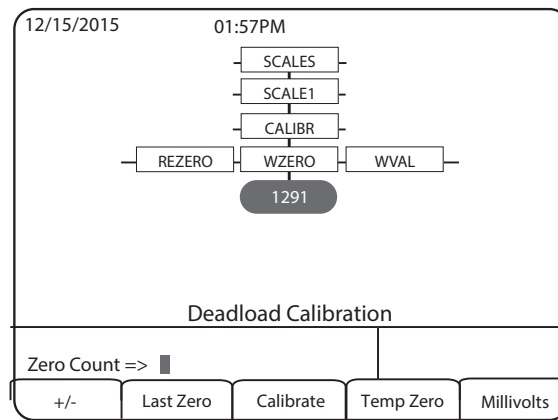 12/15/2015 01:57PM
SCALES
SCALE1
CALIBR
REZERO WZERO WVAL
1291
Deadload Calibration
Zero Count =>
+/- Last Zero Calibrate Temp Zero Millivolts